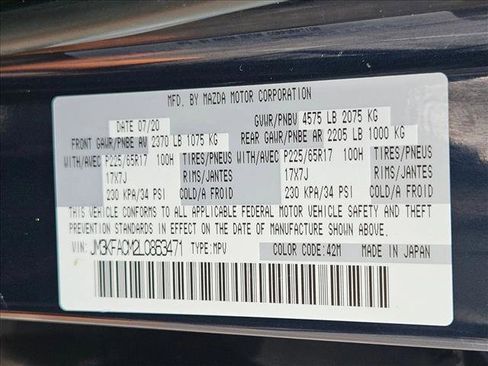 MFD. BY MAZDA MOTOR CORPORATION
DATE 07/20 GVWR/PNBV 4575 LB 2075 KG
FRONT GAWR/PNBE AV 2370 LB 1075 KG REAR GAWR/PNBE AR 2205 LB 1000 KG
WITH/AVEC P225/65R17 100H TIRES/PNEUS WITH/AVEC P225/65R17 100H TIRES/PNEUS
17X7J RIMS/JANTE 17X7J RIMS/JANTE
230 KPA/34 PSI COLD/A FROID 230 KPA/34 PSI COLD/A FROID
THIS VEHICLE CONFORMS TO ALL APPLICABLE FEDERAL MOTOR VEHICLE SAFETY AND THEFT
PREVENTION STANDARDS IN EFFECT ON THE DATE OF MANUFACTURE SHOWN ABOVE.
VIN: JM3KFACM2L0853471 TYPE: MPV COLOR CODE: 42M MADE IN JAPAN